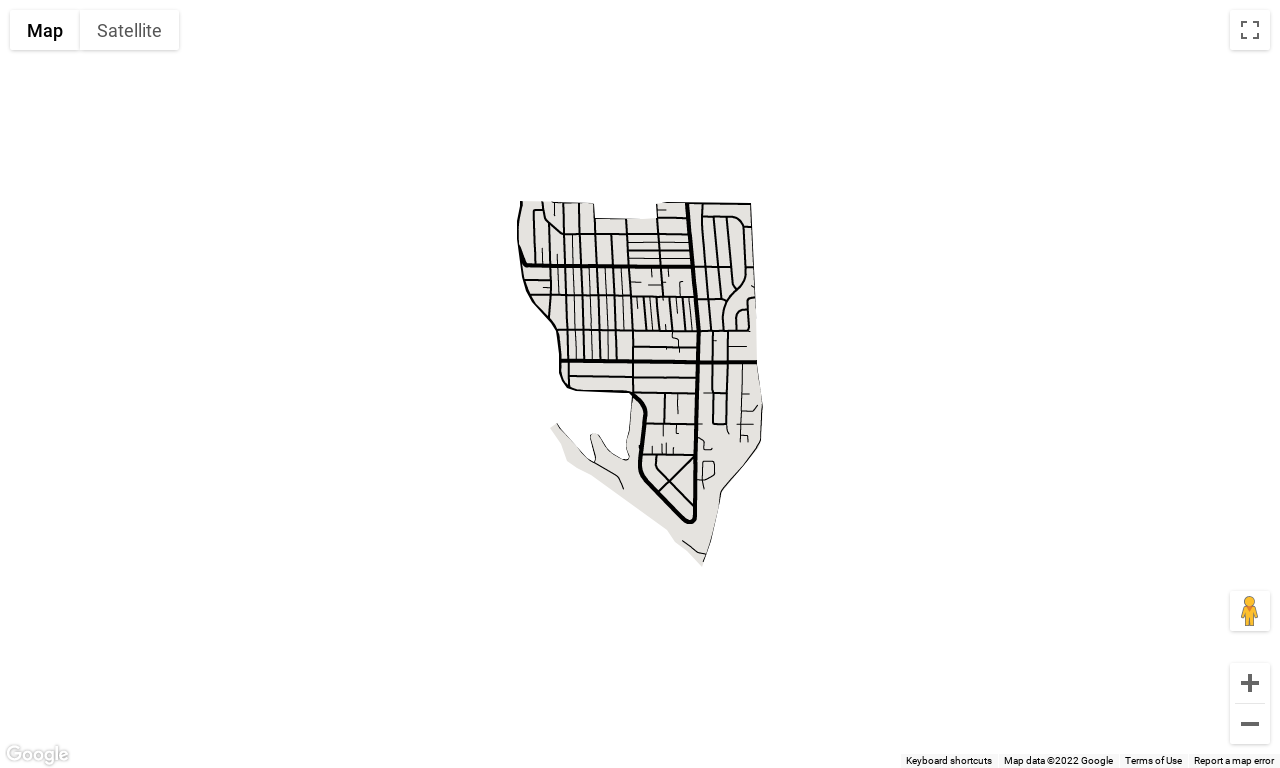 Map Satellite
Google
Keyboard shortcuts Map data ©2022 Google Terms of Use Report a map error